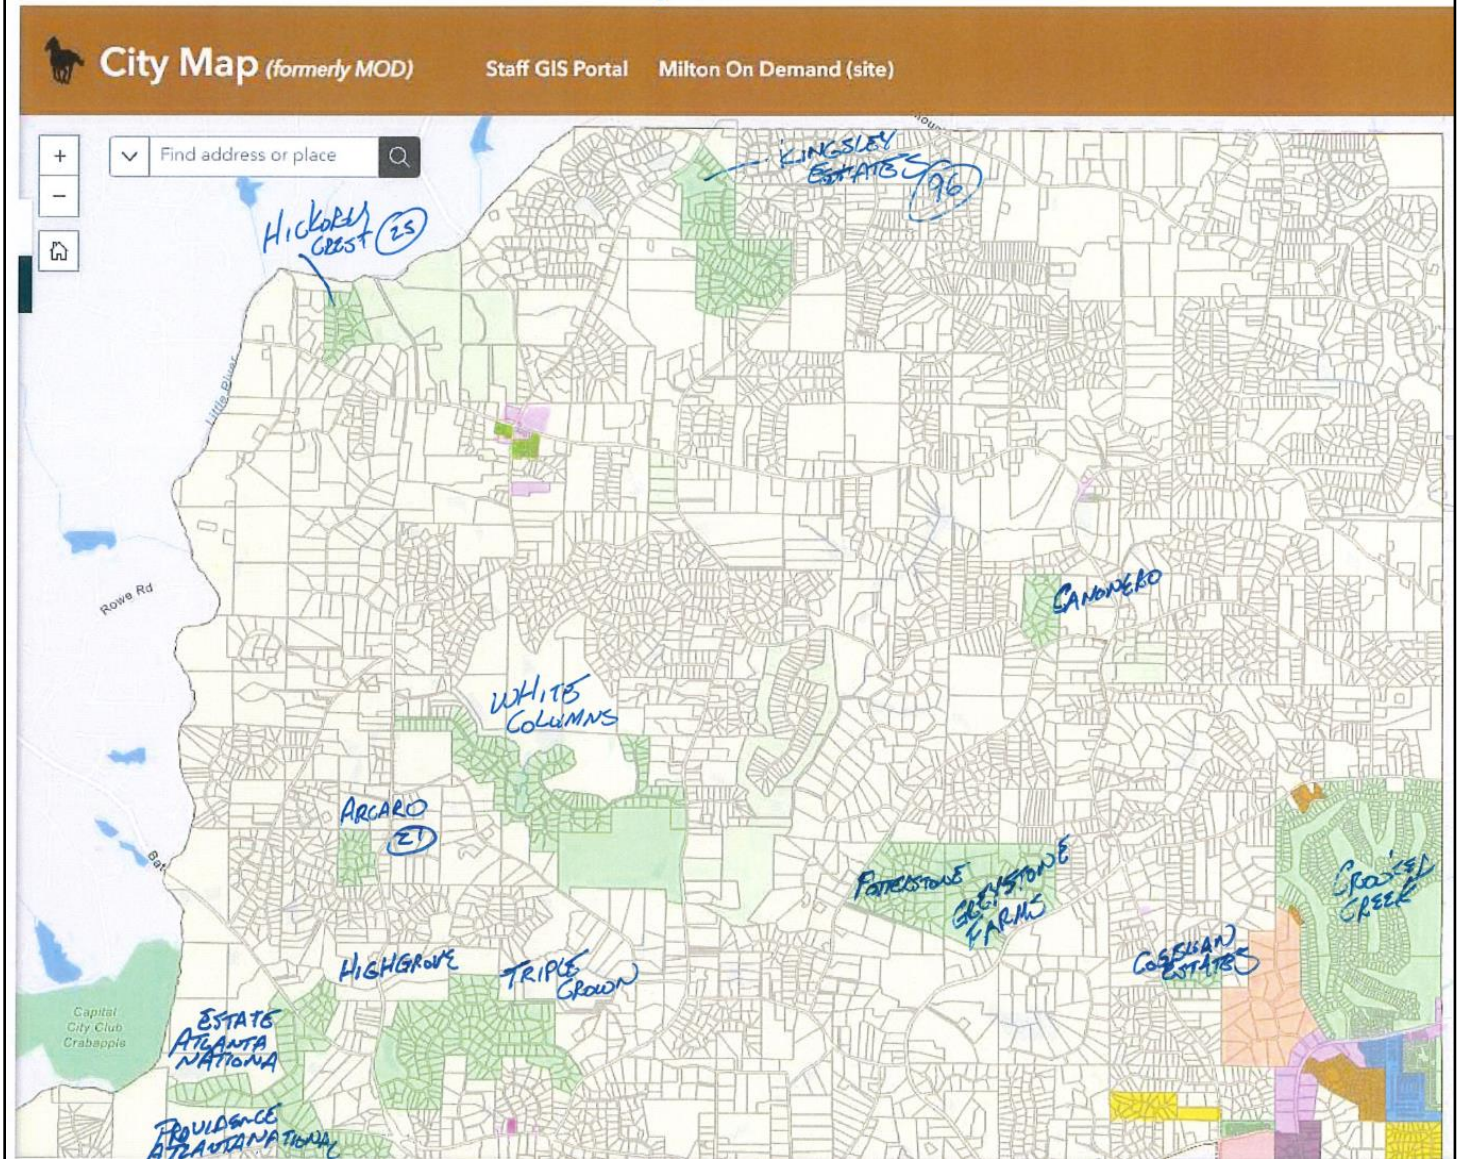 City Map (formerly MOD) Staff GIS Portal Milton On Demand (site)
+
Find address or place
−
KINGSLEY
ESTATES
96
HICKORY
CREST 25
Little River
Rowe Rd
CANONERO
WHITE
COLUMNS
ARCARO
21
Bat
POTTERSTONE
GREYSTONE
FARMS
CROOKED
CREEK
HIGHGROVE
TRIPLE
CROWN
ESTATES
Capital
City Club
Crabapple
ESTATE
ATLANTA
NATIONA
PROVIDENCE
ATLANTA NATIONAL